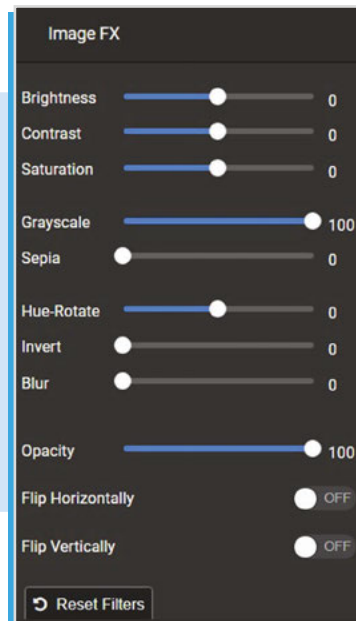 Image FX
Brightness 0
Contrast 0
Saturation 0
Grayscale 100
Sepia 0
Hue-Rotate 0
Invert 0
Blur 0
Opacity 100
Flip Horizontally OFF
Flip Vertically OFF
Reset Filters